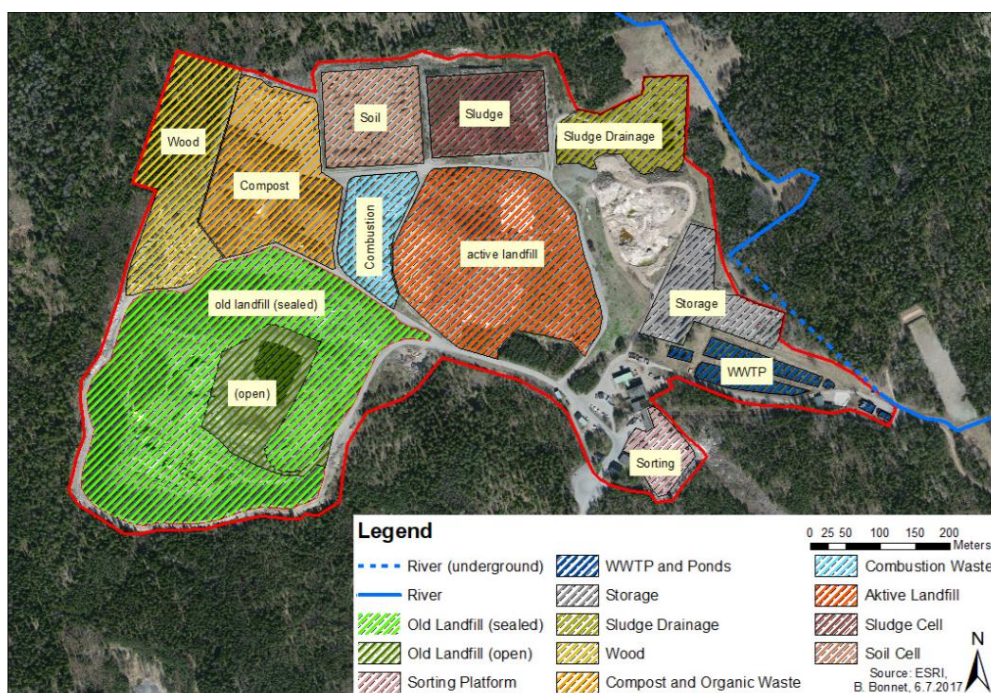 Wood
Soil
Sludge
Sludge Drainage
Compost
Combustion
active landfill
old landfill (sealed)
(open)
Storage
WWTP
Sorting
Legend
River (underground)
River
Old Landfill (sealed)
Old Landfill (open)
Sorting Platform
WWTP and Ponds
Storage
Sludge Drainage
Wood
Compost and Organic Waste
0 25 50 100 150 200
Meters
Combustion Waste
Aktive Landfill
Sludge Cell
Soil Cell
N
Source: ESRI,
B. Bonnet, 6.7.2017